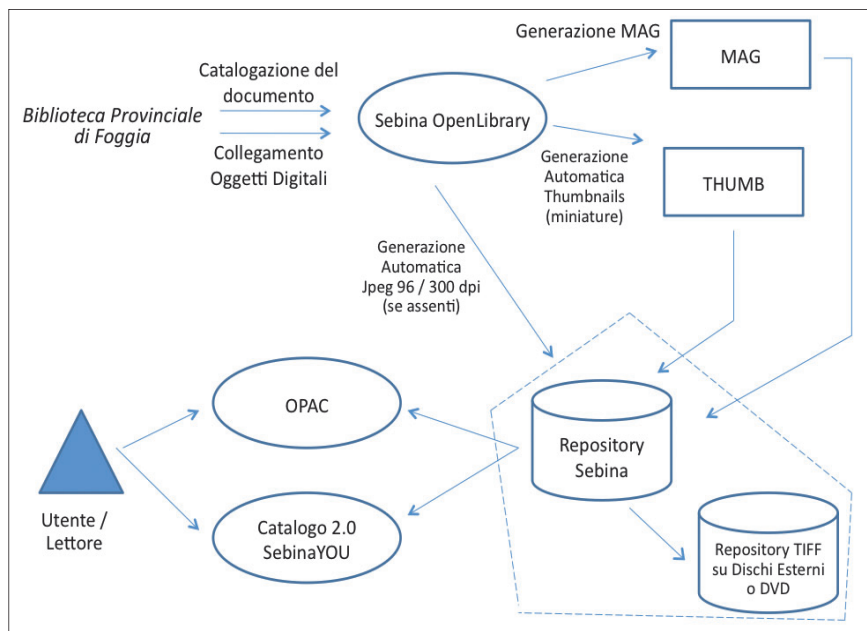 Generazione MAG
MAG
Catalogazione del
documento
Biblioteca Provinciale
di Foggia
Sebina OpenLibrary
Collegamento
Oggetti Digitali
Generazione
Automatica
Thumbnails
(miniature)
THUMB
Generazione
Automatica
Jpeg 96 / 300 dpi
(se assenti)
OPAC
Repository
Sebina
Utente /
Lettore
Catalogo 2.0
SebinaYOU
Repository TIFF
su Dischi Esterni
o DVD